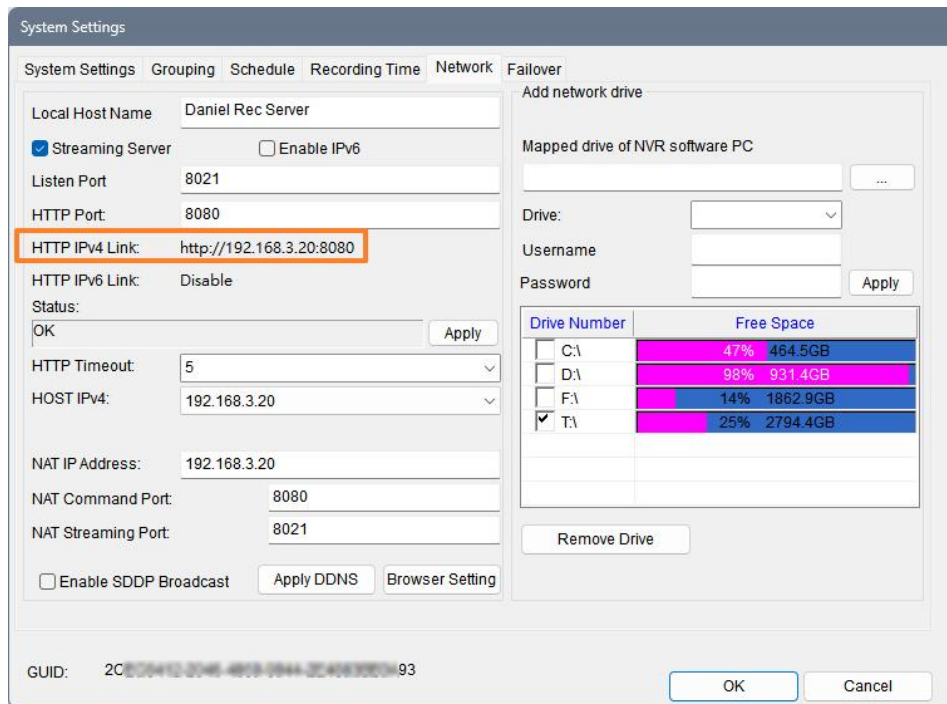 System Settings
System Settings Grouping Schedule Recording Time Network Failover
Local Host Name Daniel Rec Server
Streaming Server Enable IPv6
Listen Port 8021
HTTP Port: 8080
HTTP IPv4 Link: http://192.168.3.20:8080
HTTP IPv6 Link: Disable
Status:
OK Apply
HTTP Timeout: 5
HOST IPv4: 192.168.3.20
NAT IP Address: 192.168.3.20
NAT Command Port: 8080
NAT Streaming Port: 8021
Enable SDDP Broadcast Apply DDNS Browser Setting
Add network drive
Mapped drive of NVR software PC
...
Drive:
Username
Password Apply
Drive Number Free Space
C:\ 47% 464.5GB
D:\ 98% 931.4GB
F:\ 14% 1862.9GB
T:\ 25% 2794.4GB
Remove Drive
GUID: 2C 93
OK Cancel